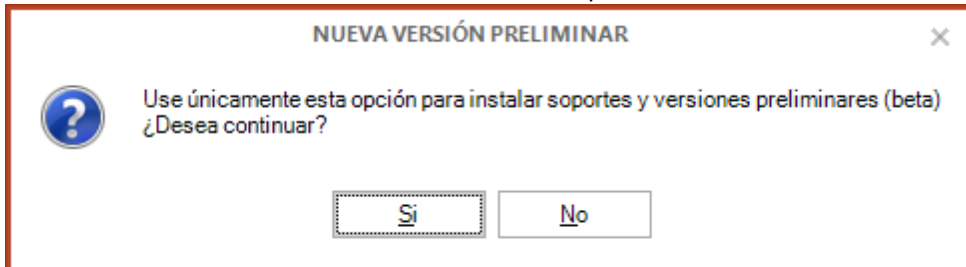 NUEVA VERSIÓN PRELIMINAR
Use únicamente esta opción para instalar soportes y versiones preliminares (beta)
¿Desea continuar?
Si
No